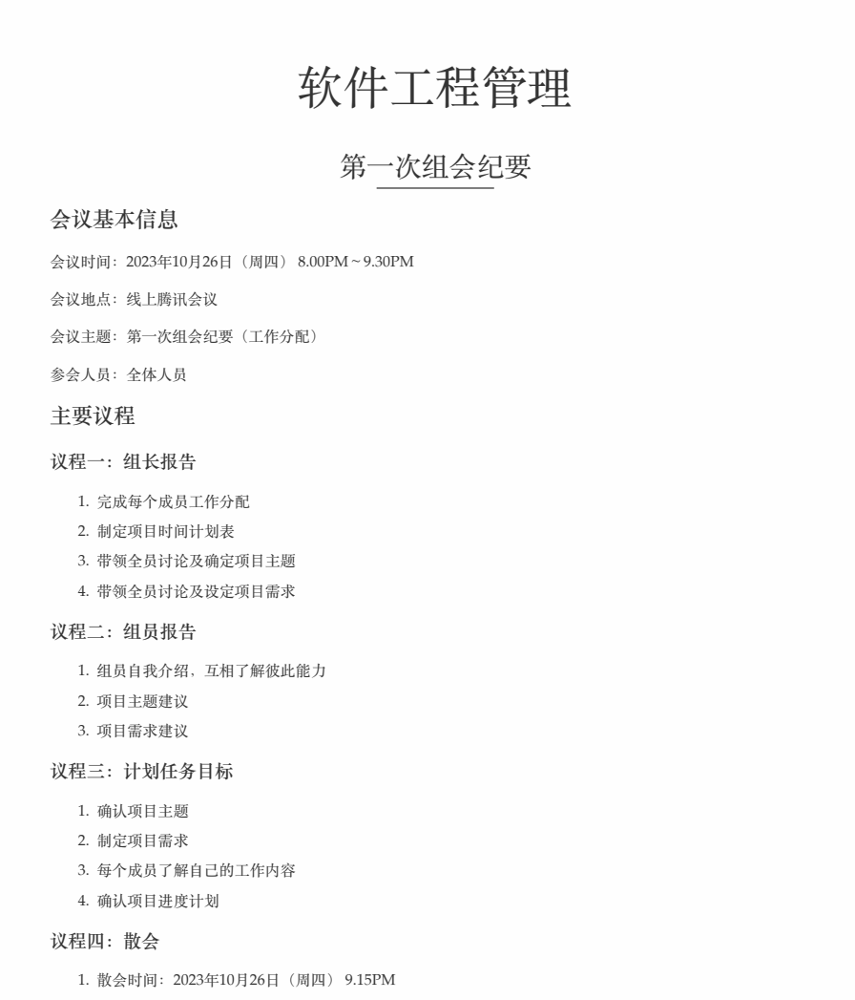 软件工程管理
第一次组会纪要
会议基本信息
会议时间：2023年10月26日（周四） 8.00PM ~ 9.30PM
会议地点：线上腾讯会议
会议主题：第一次组会纪要（工作分配）
参会人员：全体人员
主要议程
议程一：组长报告
1. 完成每个成员工作分配
2. 制定项目时间计划表
3. 带领全员讨论及确定项目主题
4. 带领全员讨论及设定项目需求
议程二：组员报告
1. 组员自我介绍，互相了解彼此能力
2. 项目主题建议
3. 项目需求建议
议程三：计划任务目标
1. 确认项目主题
2. 制定项目需求
3. 每个成员了解自己的工作内容
4. 确认项目进度计划
议程四：散会
1. 散会时间：2023年10月26日（周四） 9.15PM